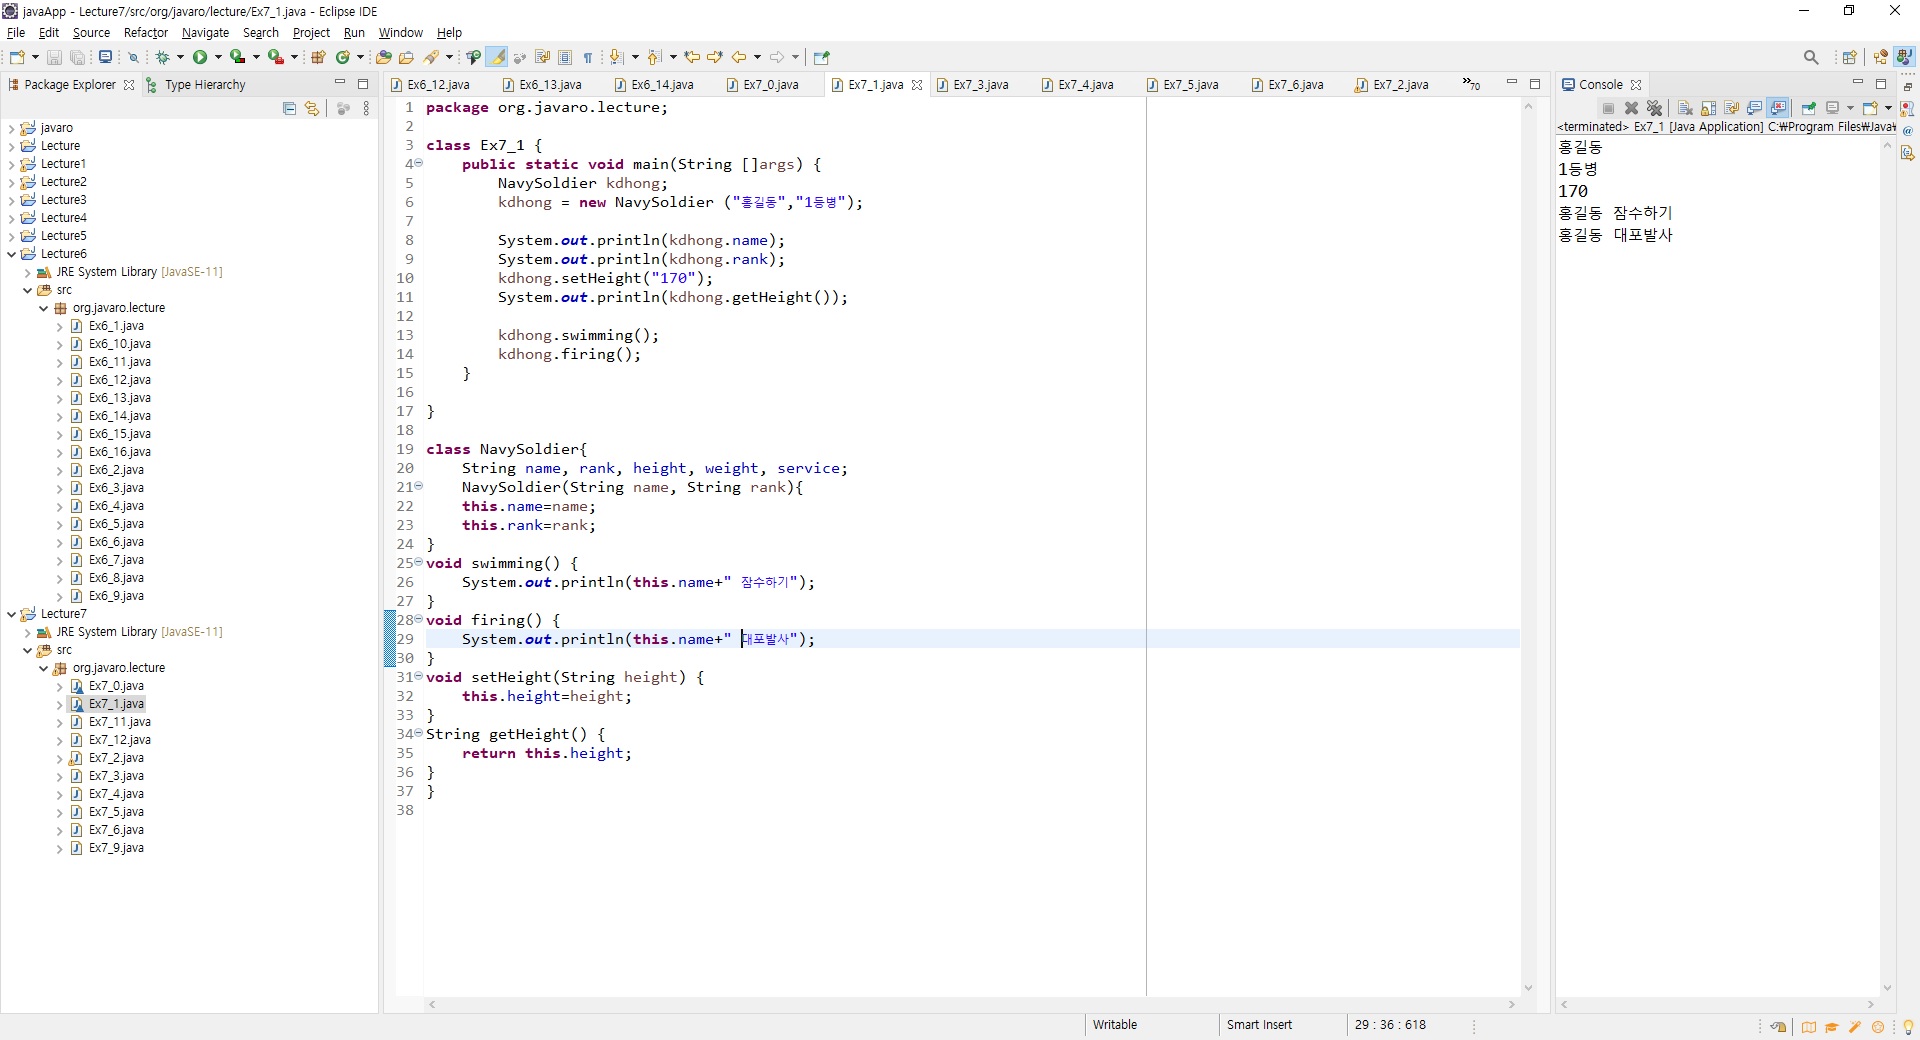 javaApp - Lecture7/src/org/javaro/lecture/Ex7_1.java - Eclipse IDE
File Edit Source Refactor Navigate Search Project Run Window Help
Package Explorer Type Hierarchy
javaro
Lecture
Lecture1
Lecture2
Lecture3
Lecture4
Lecture5
Lecture6
JRE System Library [JavaSE-11]
src
org.javaro.lecture
Ex6_1.java
Ex6_10.java
Ex6_11.java
Ex6_12.java
Ex6_13.java
Ex6_14.java
Ex6_15.java
Ex6_16.java
Ex6_2.java
Ex6_3.java
Ex6_4.java
Ex6_5.java
Ex6_6.java
Ex6_7.java
Ex6_8.java
Ex6_9.java
Lecture7
JRE System Library [JavaSE-11]
src
org.javaro.lecture
Ex7_0.java
Ex7_1.java
Ex7_11.java
Ex7_12.java
Ex7_2.java
Ex7_3.java
Ex7_4.java
Ex7_5.java
Ex7_6.java
Ex7_9.java
Ex6_12.java Ex6_13.java Ex6_14.java Ex7_0.java Ex7_1.java Ex7_3.java Ex7_4.java Ex7_5.java Ex7_6.java Ex7_2.java »70
1 package org.javaro.lecture;
2
3 class Ex7_1 {
4 public static void main(String []args) {
5 NavySoldier kdhong;
6 kdhong = new NavySoldier ("홍길동","1등병");
7
8 System.out.println(kdhong.name);
9 System.out.println(kdhong.rank);
10 kdhong.setHeight("170");
11 System.out.println(kdhong.getHeight());
12
13 kdhong.swimming();
14 kdhong.firing();
15 }
16
17 }
18
19 class NavySoldier{
20 String name, rank, height, weight, service;
21 NavySoldier(String name, String rank){
22 this.name=name;
23 this.rank=rank;
24 }
25 void swimming() {
26 System.out.println(this.name+" 잠수하기");
27 }
28 void firing() {
29 System.out.println(this.name+" 대포발사");
30 }
31 void setHeight(String height) {
32 this.height=height;
33 }
34 String getHeight() {
35 return this.height;
36 }
37 }
38
Console
<terminated> Ex7_1 [Java Application] C:\Program Files\Java\
홍길동
1등병
170
홍길동 잠수하기
홍길동 대포발사
Writable Smart Insert 29 : 36 : 618